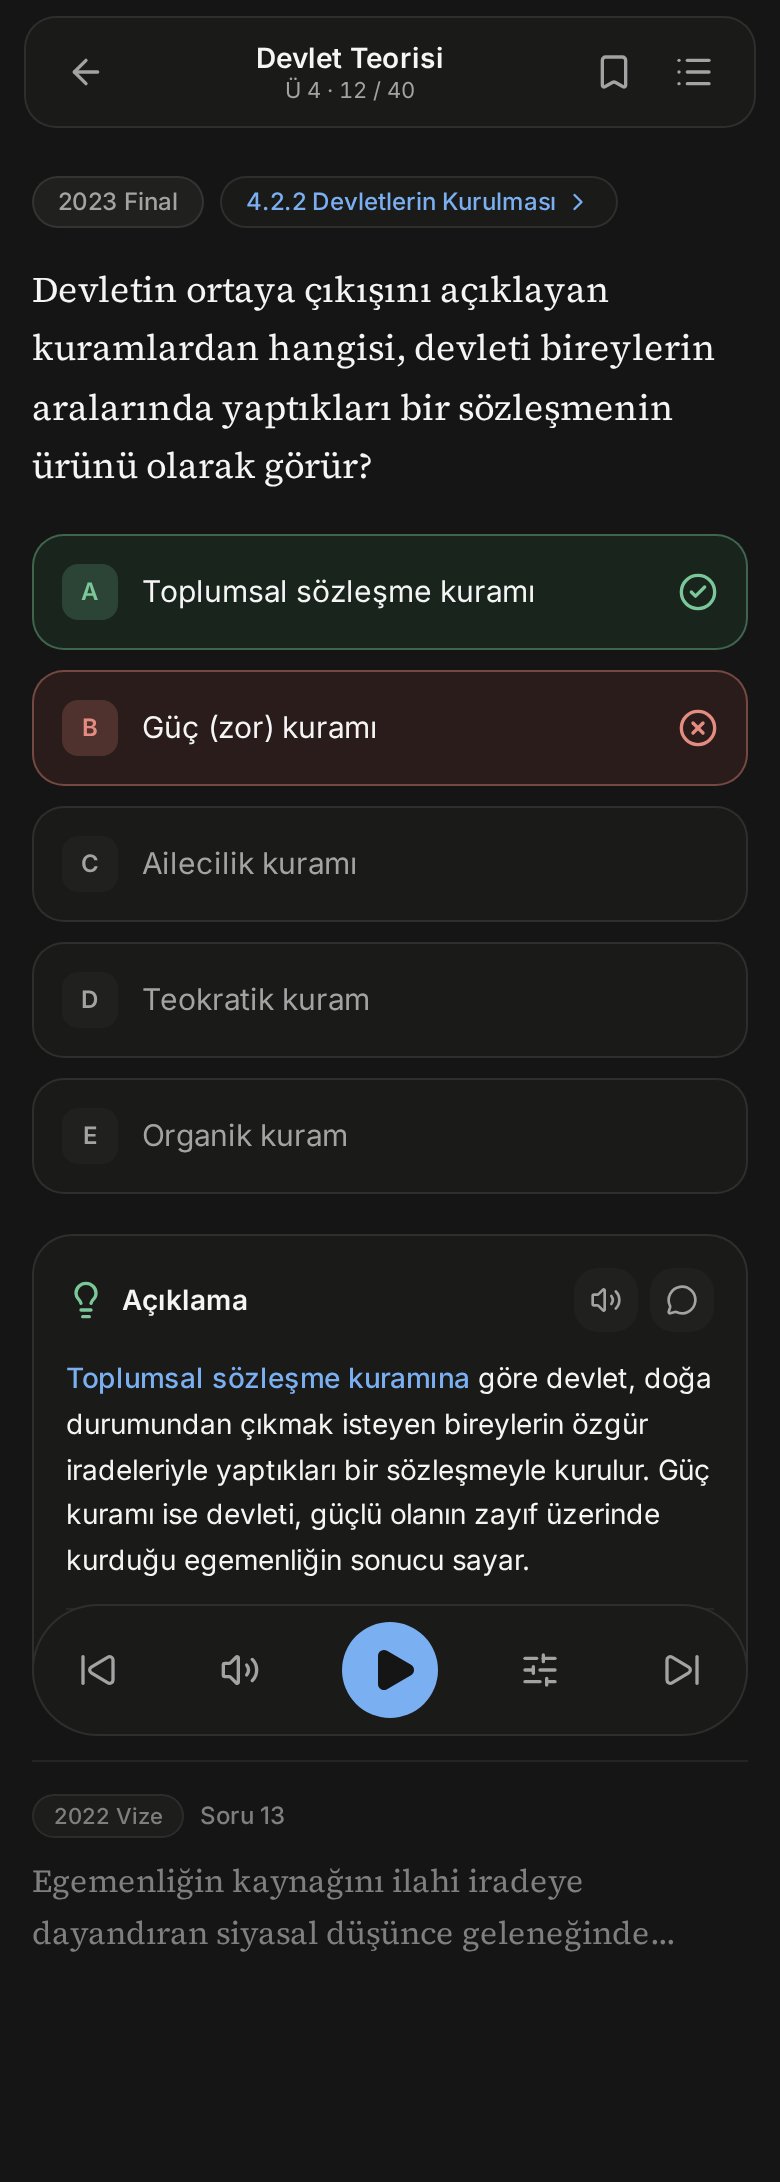 Devlet Teorisi
Ü 4 · 12 / 40
2023 Final
4.2.2 Devletlerin Kurulması
Devletin ortaya çıkışını açıklayan
kuramlardan hangisi, devleti bireylerin
aralarında yaptıkları bir sözleşmenin
ürünü olarak görür?
A Toplumsal sözleşme kuramı
B Güç (zor) kuramı
C Ailecilik kuramı
D Teokratik kuram
E Organik kuram
Açıklama
Toplumsal sözleşme kuramına göre devlet, doğa
durumundan çıkmak isteyen bireylerin özgür
iradeleriyle yaptıkları bir sözleşmeyle kurulur. Güç
kuramı ise devleti, güçlü olanın zayıf üzerinde
kurduğu egemenliğin sonucu sayar.
2022 Vize Soru 13
Egemenliğin kaynağını ilahi iradeye
dayandıran siyasal düşünce geleneğinde...